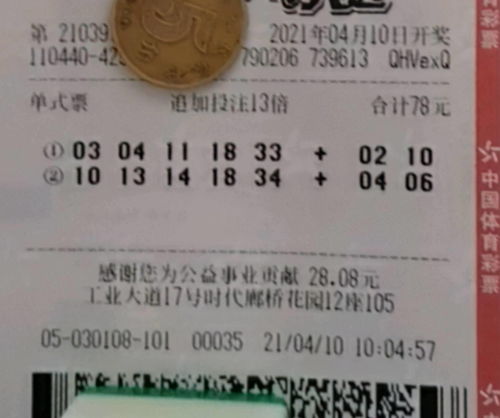 第 21039 2021年04月10日开奖
110440-42 790206 739613 QHVexQ
单式票 追加投注13倍 合计78元
① 03 04 11 18 33 + 02 10
② 10 13 14 18 34 + 04 06
感谢您为公益事业贡献 28.08元
工业大道17号时代廊桥花园12座105
05-030108-101 00035 21/04/10 10:04:57
中国体育彩票